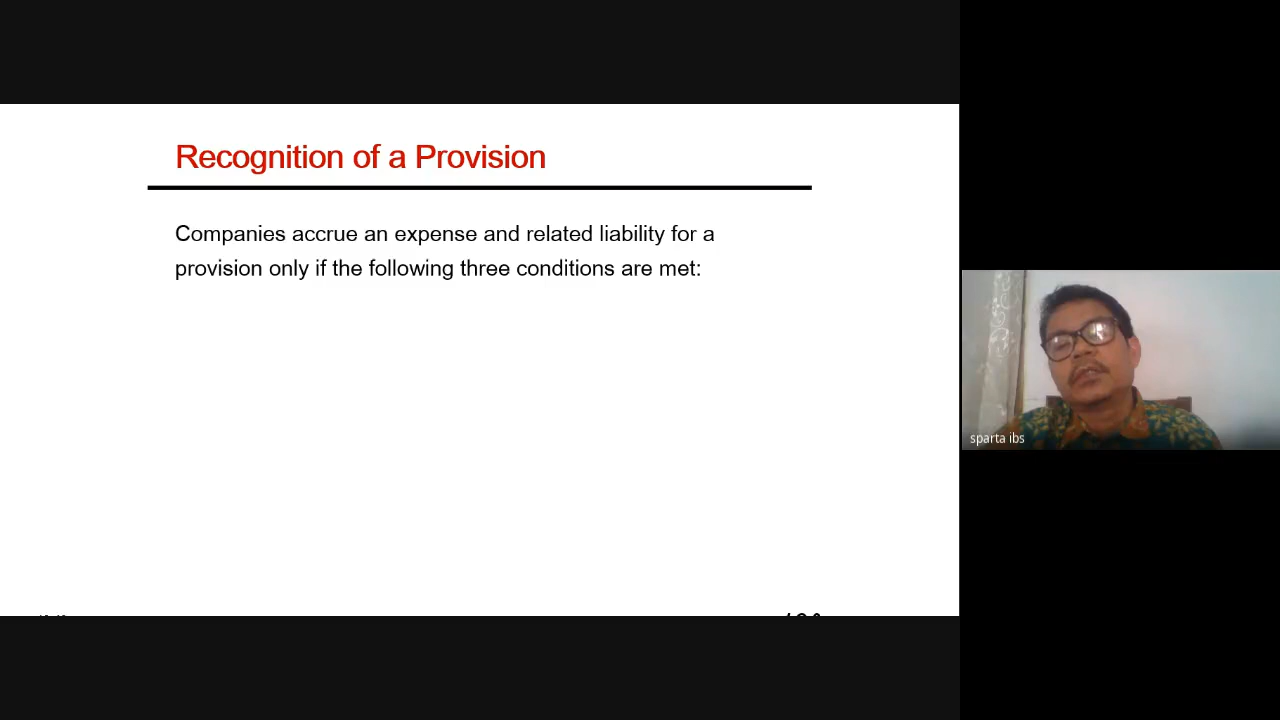 Recognition of a Provision
Companies accrue an expense and related liability for a
provision only if the following three conditions are met:
sparta ibs